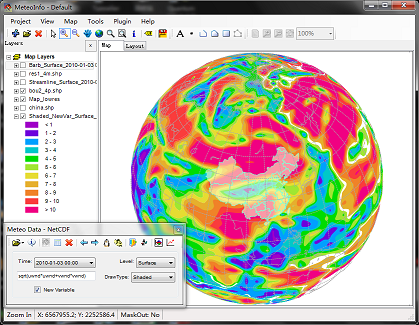 MeteoInfo - Default
Project View Map Tools Plugin Help
100%
Layers
Map Layout
Map Layers
Barb_Surface_2010-01-03 00
res1_4m.shp
Streamline_Surface_2010-0
bou2_4p.shp
Map_lowres
china.shp
Shaded_NewVar_Surface_
< 1
1 - 2
2 - 3
3 - 4
4 - 5
5 - 6
6 - 7
7 - 8
8 - 9
9 - 10
> 10
Meteo Data - NetCDF
Time: 2010-01-03 00:00 Level: Surface
sqrt(uwnd*uwnd+vwnd*vwnd) DrawType: Shaded
New Variable
Zoom In X: 6567955.2; Y: 2252586.4 MaskOut: No